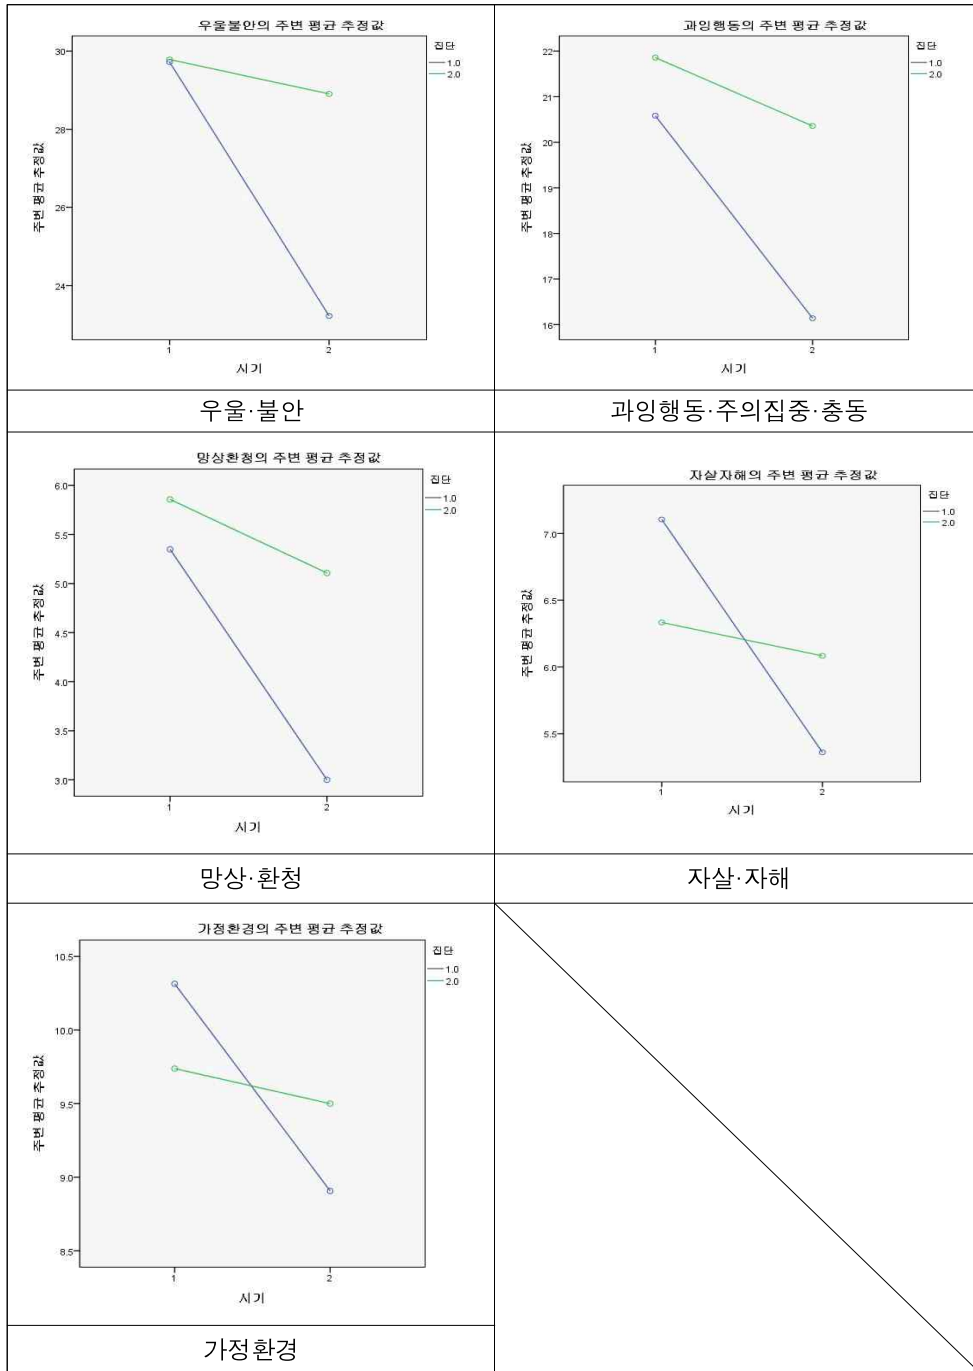 우울불안의 주변 평균 추정값
집단
1.0
2.0
주변 평균 추정값
30
28
26
24
1
2
시기
우울·불안
과잉행동의 주변 평균 추정값
집단
1.0
2.0
주변 평균 추정값
22
21
20
19
18
17
16
1
2
시기
과잉행동·주의집중·충동
망상환청의 주변 평균 추정값
집단
1.0
2.0
주변 평균 추정값
6.0
5.5
5.0
4.5
4.0
3.5
3.0
1
2
시기
망상·환청
자살자해의 주변 평균 추정값
집단
1.0
2.0
주변 평균 추정값
7.0
6.5
6.0
5.5
1
2
시기
자살·자해
가정환경의 주변 평균 추정값
집단
1.0
2.0
주변 평균 추정값
10.5
10.0
9.5
9.0
8.5
1
2
시기
가정환경